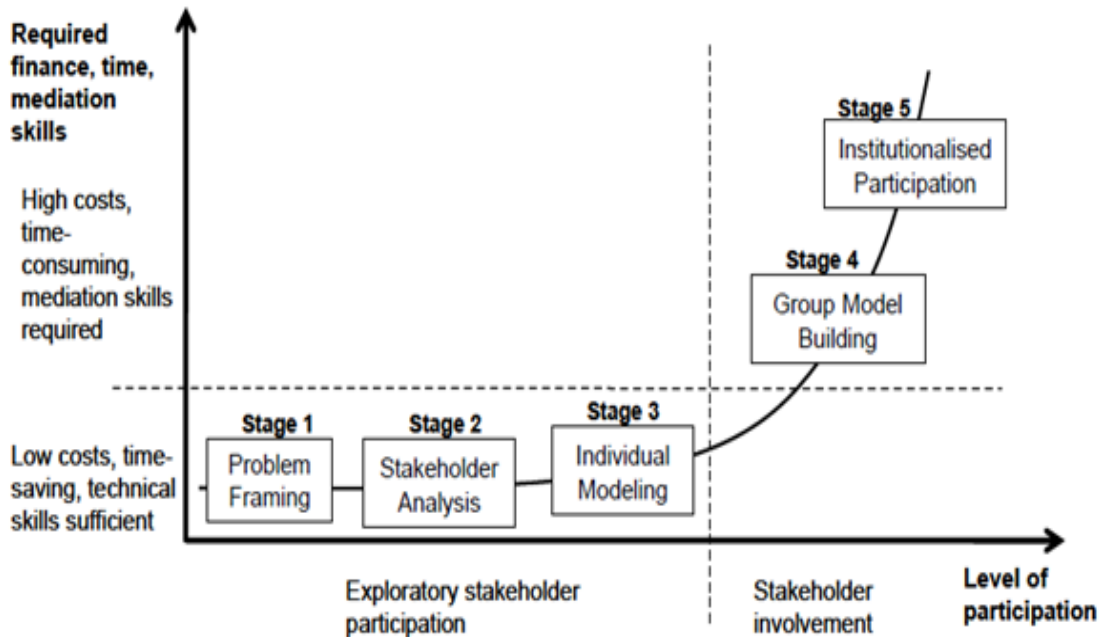 Required
finance, time,
mediation
skills
High costs,
time-
consuming,
mediation skills
required
Low costs, time-
saving, technical
skills sufficient
Stage 1
Problem
Framing
Stage 2
Stakeholder
Analysis
Stage 3
Individual
Modeling
Stage 4
Group Model
Building
Stage 5
Institutionalised
Participation
Exploratory stakeholder
participation
Stakeholder
involvement
Level of
participation